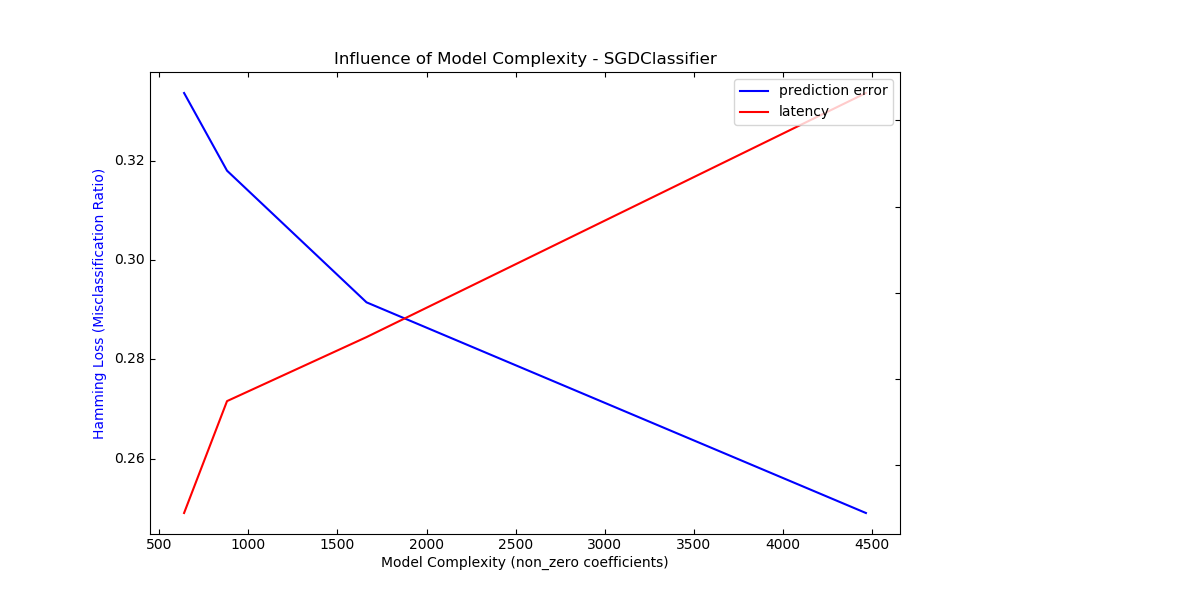 Influence of Model Complexity - SGDClassifier
prediction error
latency
Hamming Loss (Misclassification Ratio)
0.32
0.30
0.28
0.26
500 1000 1500 2000 2500 3000 3500 4000 4500
Model Complexity (non_zero coefficients)